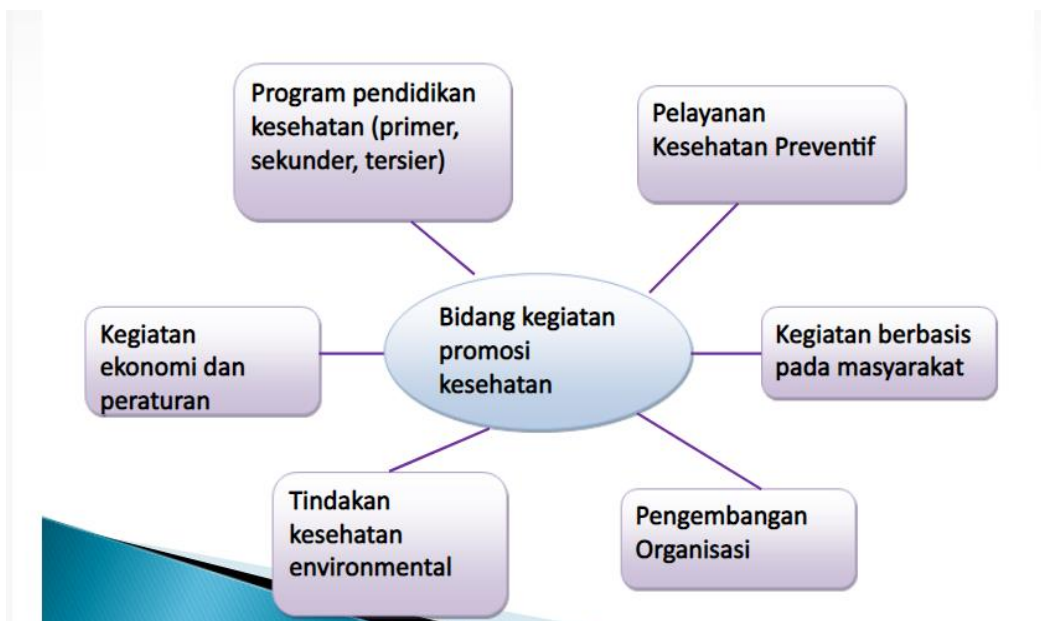 Program pendidikan
kesehatan (primer,
sekunder, tersier)
Pelayanan
Kesehatan Preventif
Kegiatan
ekonomi dan
peraturan
Bidang kegiatan
promosi
kesehatan
Kegiatan berbasis
pada masyarakat
Tindakan
kesehatan
environmental
Pengembangan
Organisasi